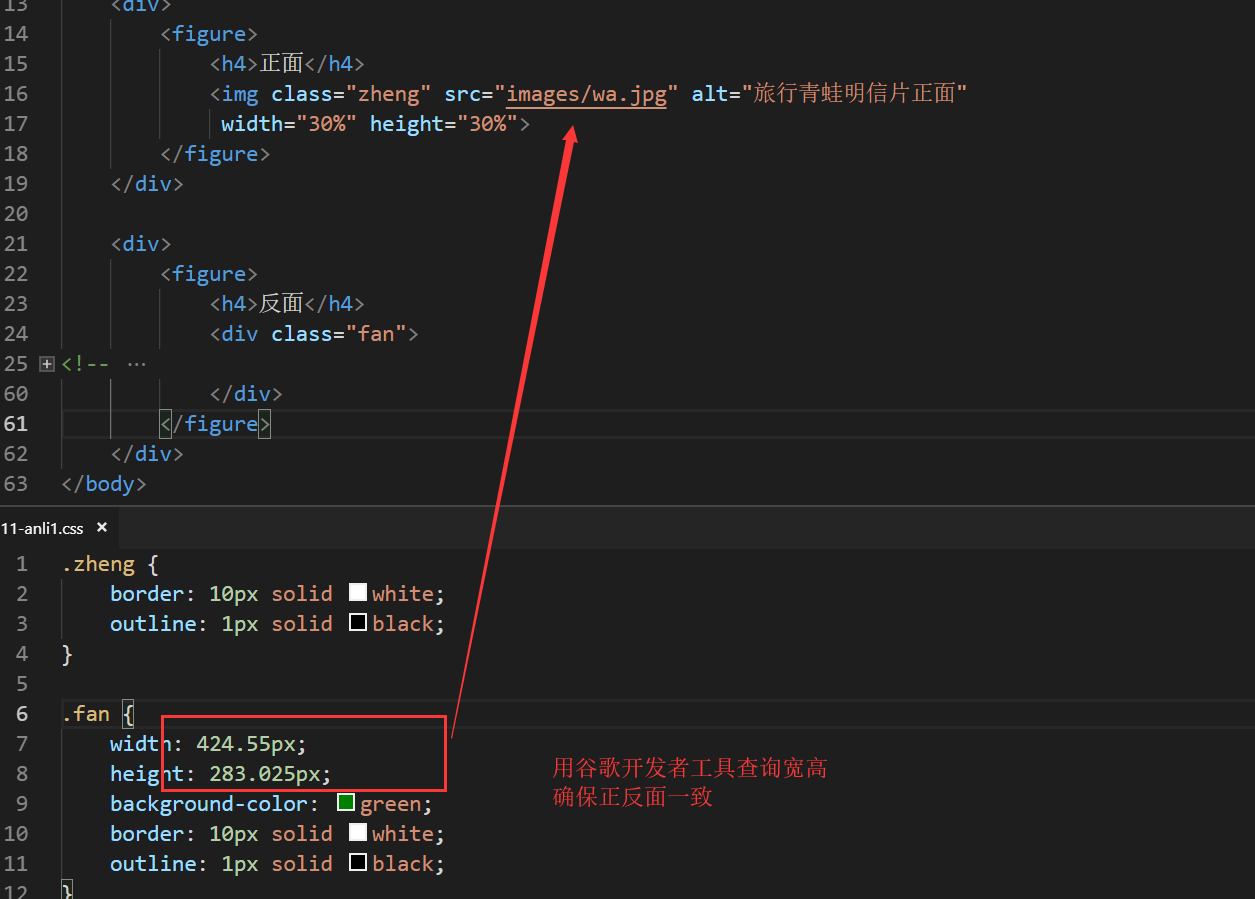 13 <div>
14 <figure>
15 <h4>正面</h4>
16 <img class="zheng" src="images/wa.jpg" alt="旅行青蛙明信片正面"
17 width="30%" height="30%">
18 </figure>
19 </div>
20
21 <div>
22 <figure>
23 <h4>反面</h4>
24 <div class="fan">
25 <!-- ···
60 </div>
61 </figure>
62 </div>
63 </body>
11-anli1.css ×
1 .zheng {
2 border: 10px solid white;
3 outline: 1px solid black;
4 }
5
6 .fan {
7 width: 424.55px;
8 height: 283.025px;
用谷歌开发者工具查询宽高
确保正反面一致
9 background-color: green;
10 border: 10px solid white;
11 outline: 1px solid black;
12 }